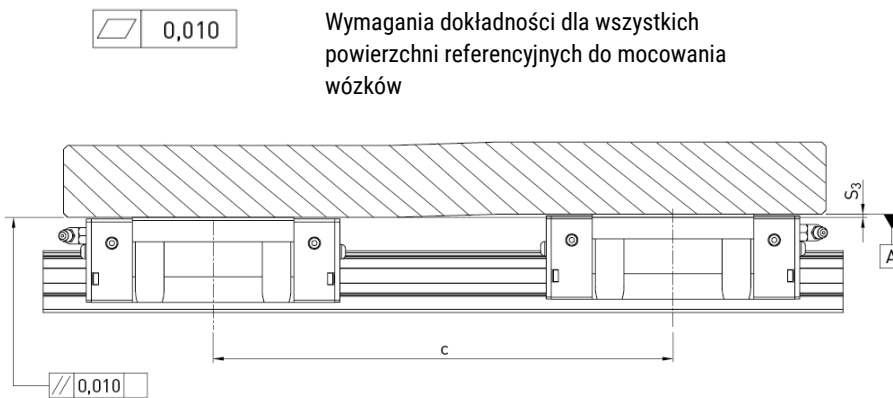 0,010
Wymagania dokładności dla wszystkich
powierzchni referencyjnych do mocowania
wózków
S3
A
c
// 0,010